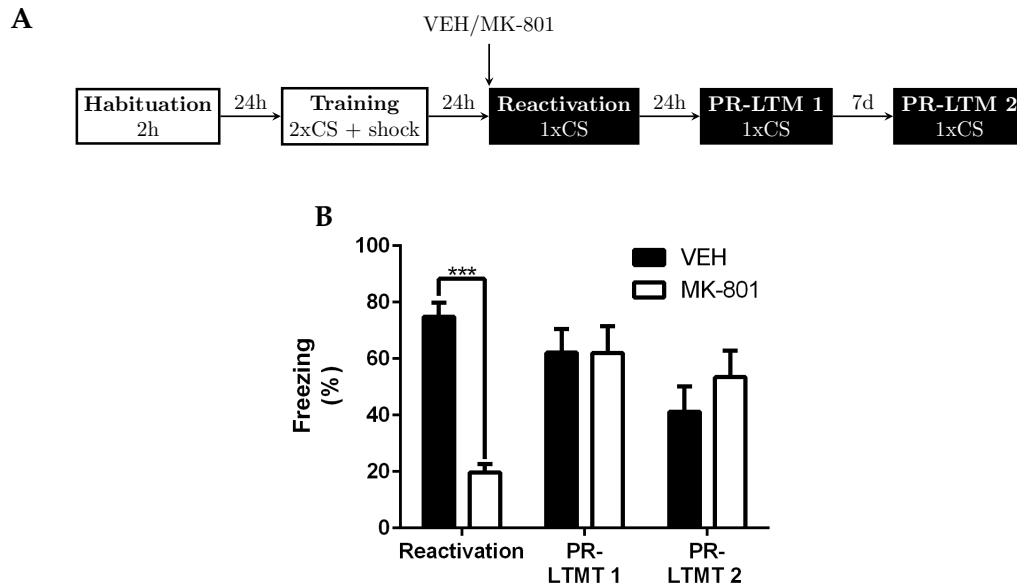 A
VEH/MK-801
Habituation
2h
24h
Training
2xCS + shock
24h
Reactivation
1xCS
24h
PR-LTM 1
1xCS
7d
PR-LTM 2
1xCS
B
100
80
60
40
20
0
Freezing
(%)
***
VEH
MK-801
Reactivation
PR-
LTMT 1
PR-
LTMT 2